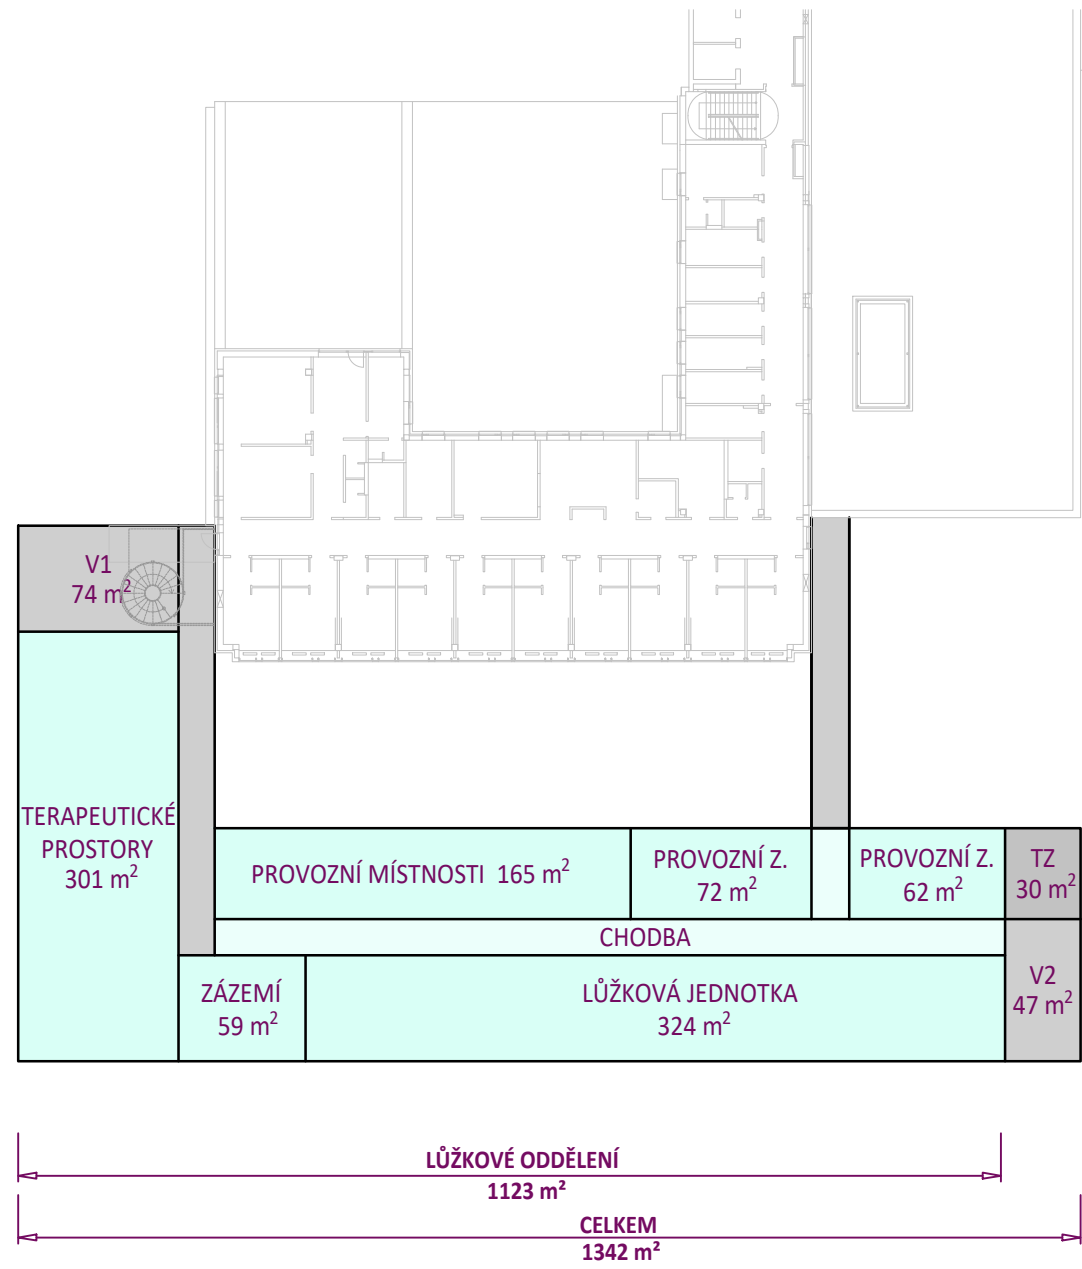 V1
74 m²
TERAPEUTICKÉ
PROSTORY
301 m²
PROVOZNÍ MÍSTNOSTI 165 m²
PROVOZNÍ Z.
72 m²
PROVOZNÍ Z.
62 m²
TZ
30 m²
CHODBA
ZÁZEMÍ
59 m²
LŮŽKOVÁ JEDNOTKA
324 m²
V2
47 m²
LŮŽKOVÉ ODDĚLENÍ
1123 m²
CELKEM
1342 m²